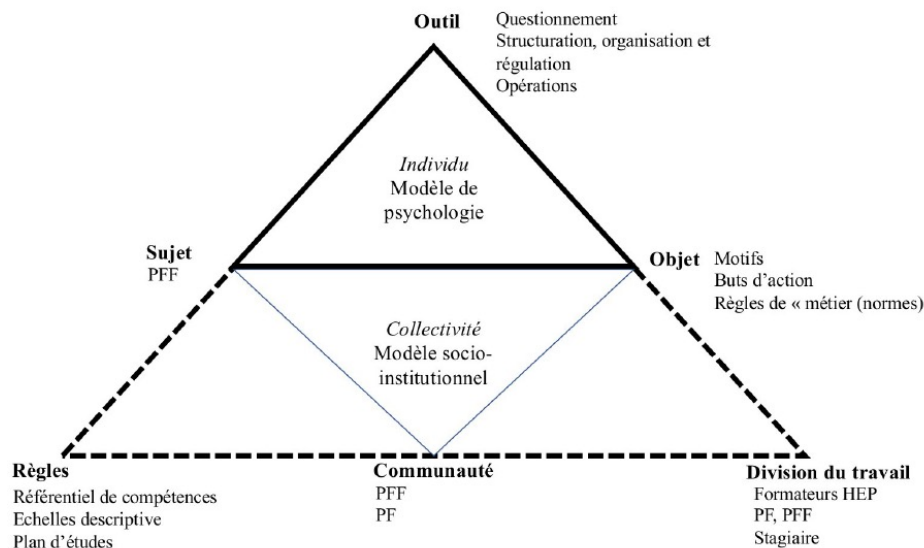 Outil
Questionnement
Structuration, organisation et
régulation
Opérations
Individu
Modèle de
psychologie
Sujet
PFF
Objet
Motifs
Buts d'action
Règles de « métier (normes)
Collectivité
Modèle socio-
institutionnel
Règles
Référentiel de compétences
Echelles descriptive
Plan d'études
Communauté
PFF
PF
Division du travail
Formateurs HEP
PF, PFF
Stagiaire